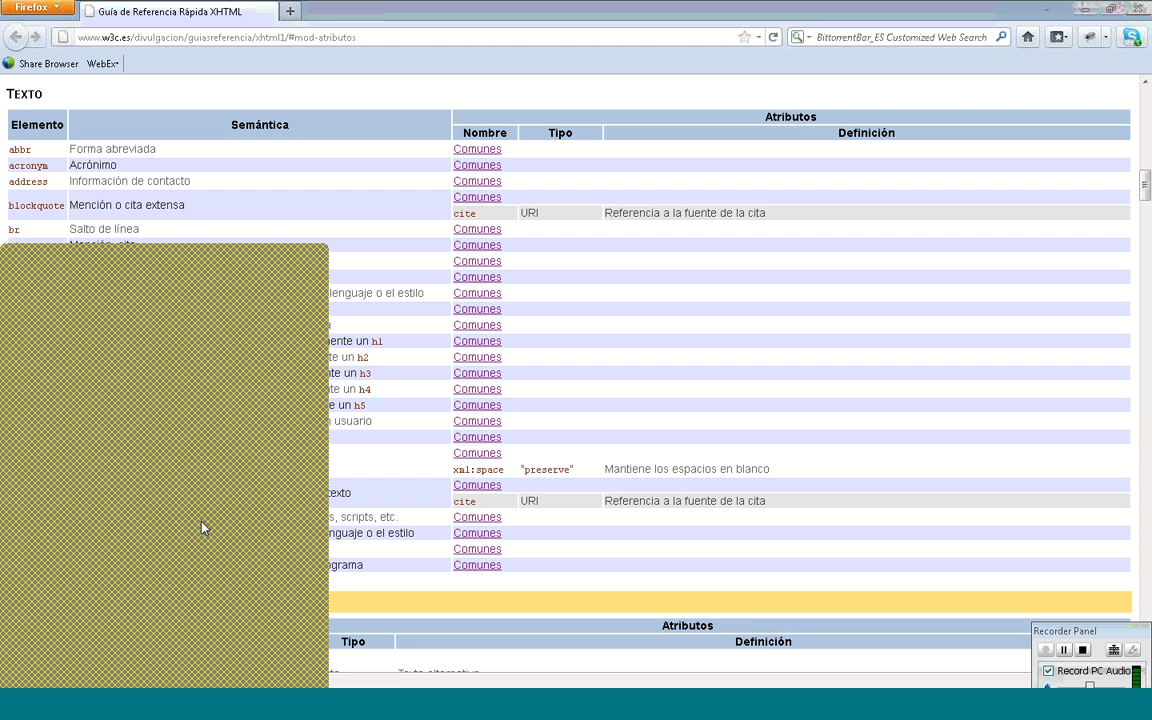 Firefox
Guía de Referencia Rápida XHTML
www.w3c.es/divulgacion/guiasreferencia/xhtml1/#mod-atributos
BittorrentBar_ES Customized Web Search
Share Browser WebEx
TEXTO
Elemento Semántica Atributos
Nombre Tipo Definición
abbr Forma abreviada Comunes
acronym Acrónimo Comunes
address Información de contacto Comunes
blockquote Mención o cita extensa Comunes
cite URI Referencia a la fuente de la cita
br Salto de línea Comunes
Comunes
Comunes
Comunes
lenguaje o el estilo Comunes
Comunes
Comunes
mente un h1 Comunes
te un h2 Comunes
nte un h3 Comunes
nte un h4 Comunes
e un h5 Comunes
usuario Comunes
Comunes
Comunes
xml:space "preserve" Mantiene los espacios en blanco
texto Comunes
cite URI Referencia a la fuente de la cita
s, scripts, etc. Comunes
nguaje o el estilo Comunes
Comunes
ograma Comunes
Atributos
Tipo Definición
Recorder Panel
Record PC Audio